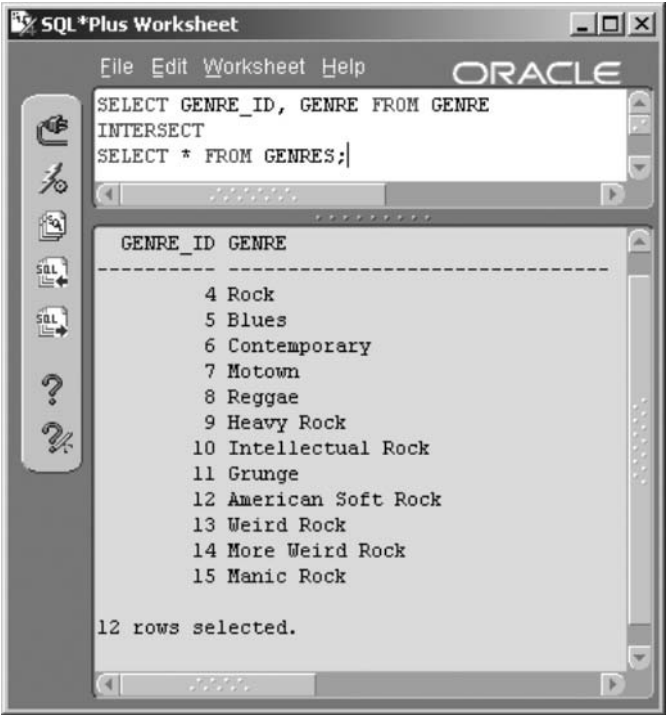 SQL*Plus Worksheet
File Edit Worksheet Help
ORACLE
SELECT GENRE_ID, GENRE FROM GENRE
INTERSECT
SELECT * FROM GENRES;
GENRE_ID GENRE
---------- --------------------------------
4 Rock
5 Blues
6 Contemporary
7 Motown
8 Reggae
9 Heavy Rock
10 Intellectual Rock
11 Grunge
12 American Soft Rock
13 Weird Rock
14 More Weird Rock
15 Manic Rock
12 rows selected.
SQL
SQL
?
?